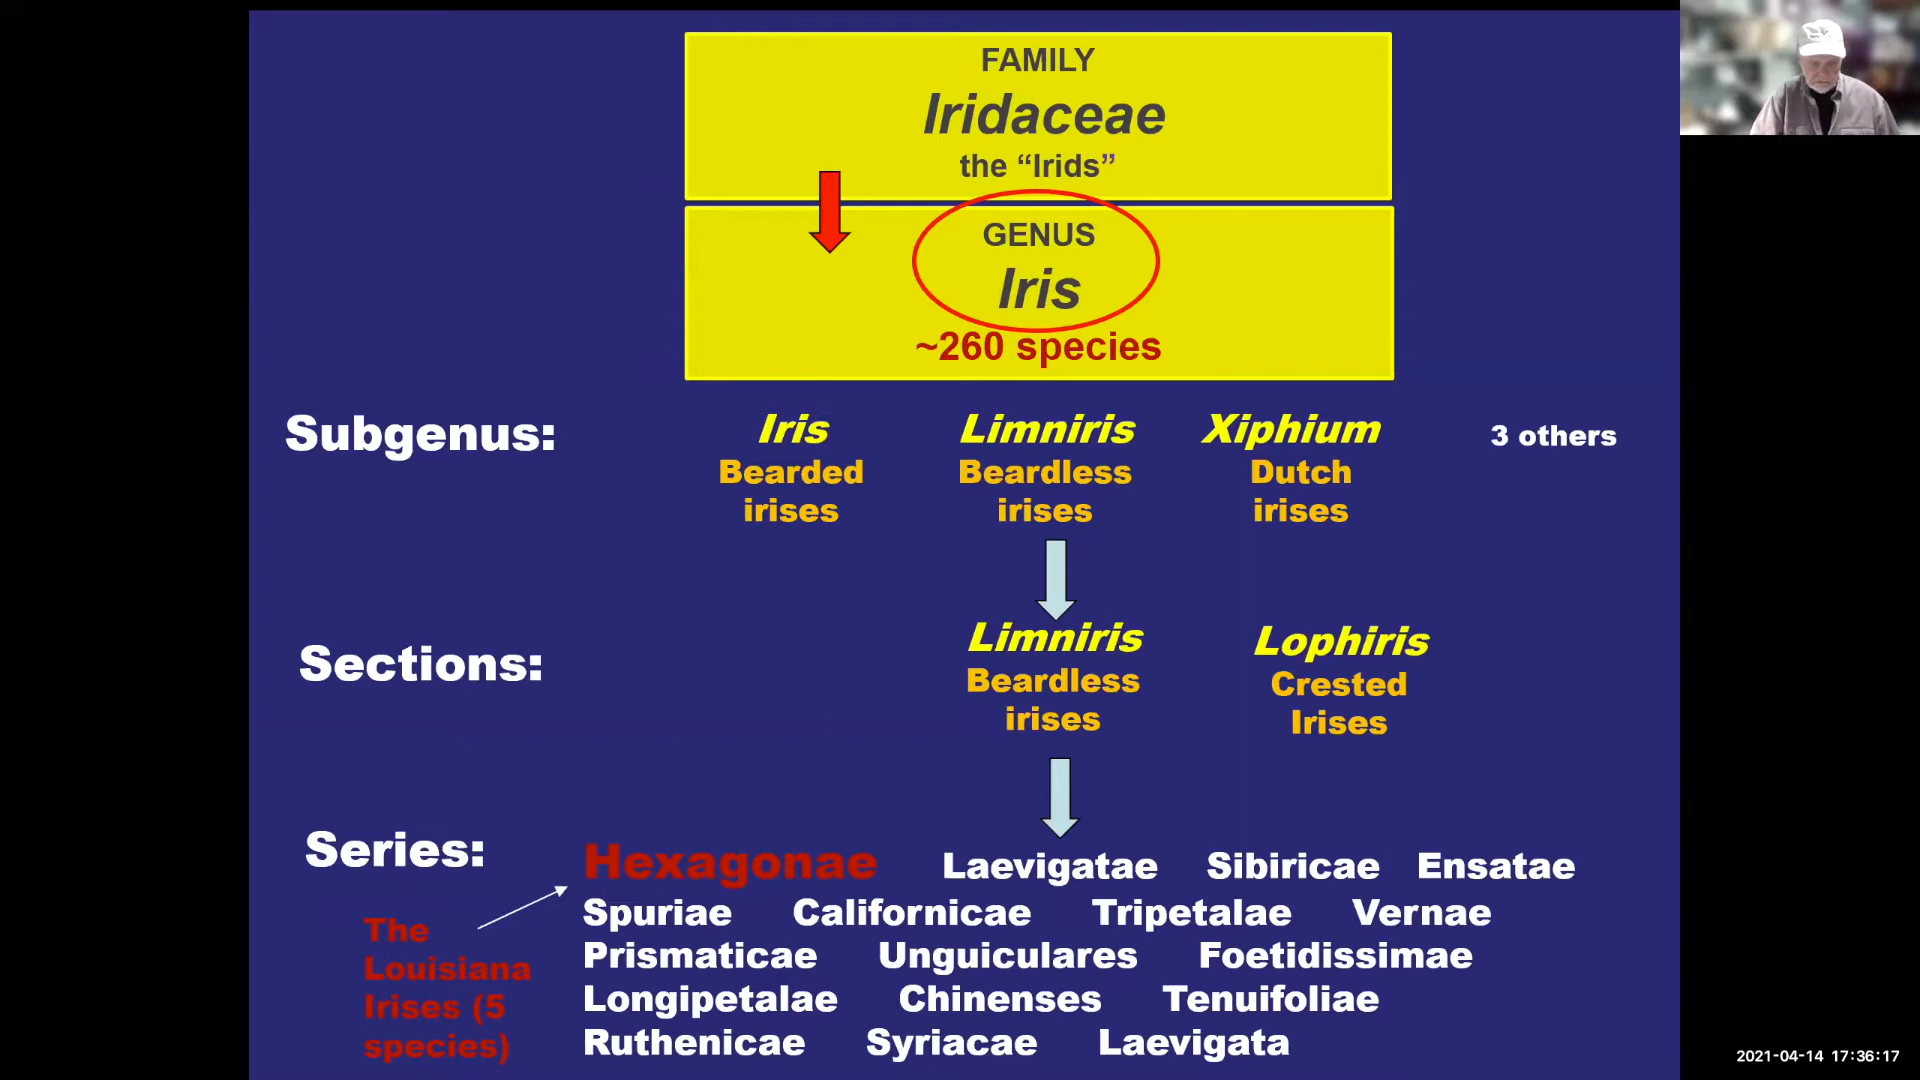 FAMILY
Iridaceae
the “Irids”
GENUS
Iris
~260 species
Subgenus:
Iris
Bearded
irises
Limniris
Beardless
irises
Xiphium
Dutch
irises
3 others
Sections:
Limniris
Beardless
irises
Lophiris
Crested
Irises
Series:
The
Louisiana
Irises (5
species)
Hexagonae Laevigatae Sibiricae Ensatae
Spuriae Californicae Tripetalae Vernae
Prismaticae Unguiculares Foetidissimae
Longipetalae Chinenses Tenuifoliae
Ruthenicae Syriacae Laevigata
2021-04-14 17:36:17